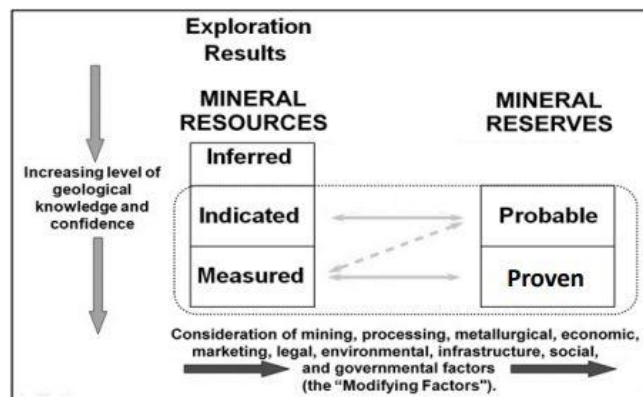 Exploration
Results
MINERAL
RESOURCES
MINERAL
RESERVES
Increasing level of
geological
knowledge and
confidence
Inferred
Indicated
Probable
Measured
Proven
Consideration of mining, processing, metallurgical, economic,
marketing, legal, environmental, infrastructure, social,
and governmental factors
(the “Modifying Factors").